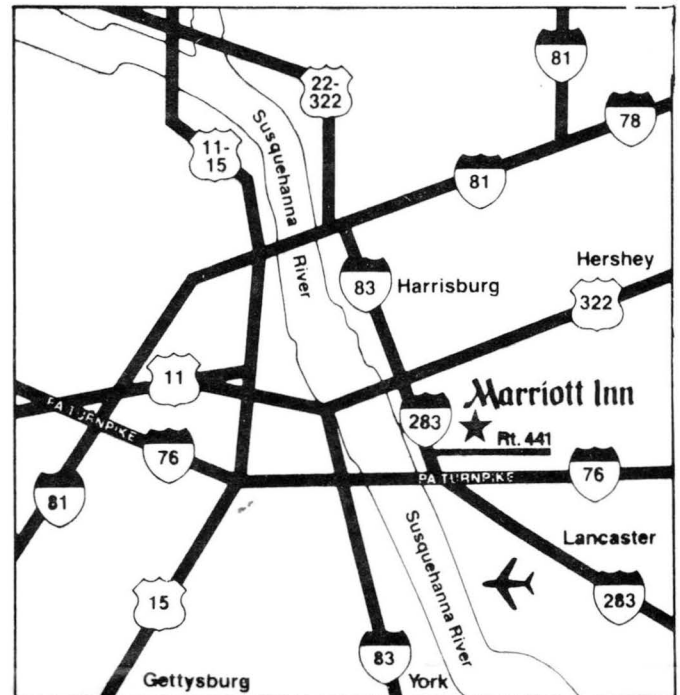 81
22-
322
78
11-
15
81
Susquehanna
River
Hershey
83
Harrisburg
322
11
Marriott Inn
283
PA TURNPIKE
Rt. 441
76
PA TURNPIKE
76
81
Susquehanna River
Lancaster
15
283
83
Gettysburg
York